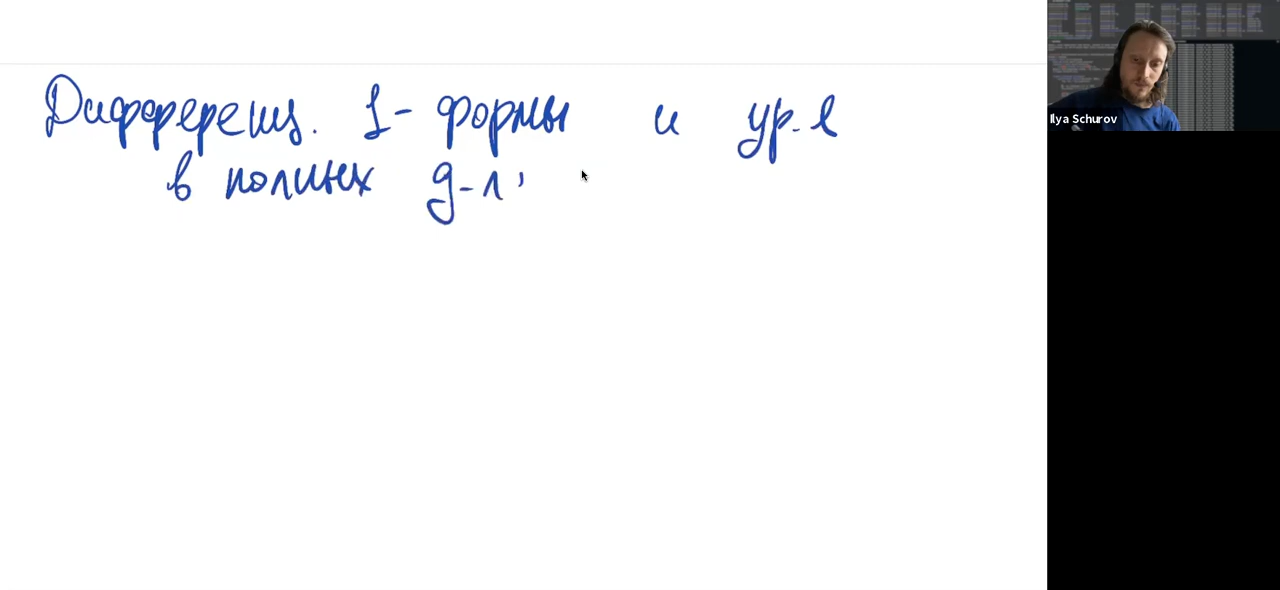 Дифференц. 1-формы и ур-я
в полных д-л'
Ilya Schurov